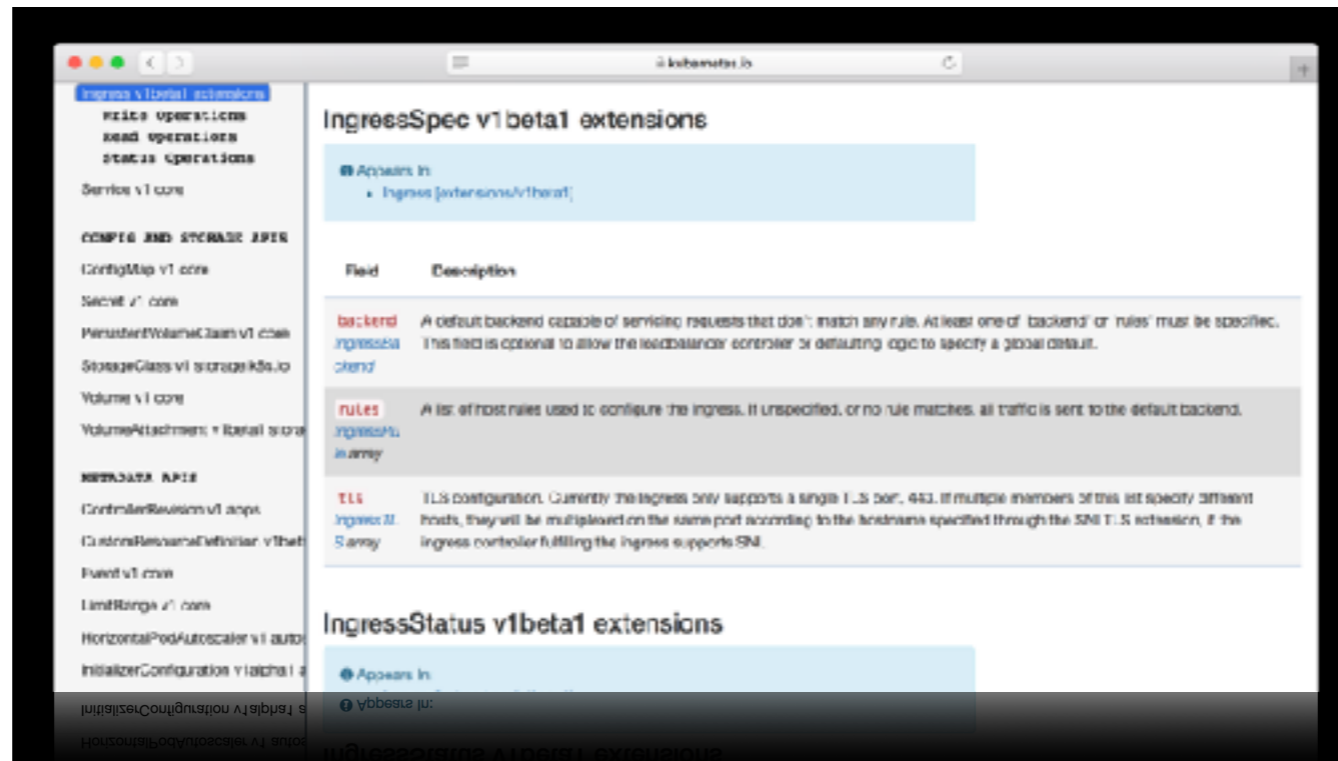 kubernetes.io
Ingress v1beta1 extensions
Write Operations
Read Operations
Status Operations
Service v1 core
CONFIG AND STORAGE APIS
ConfigMap v1 core
Secret v1 core
PersistentVolumeClaim v1 core
StorageClass v1 storage.k8s.io
Volume v1 core
VolumeAttachment v1beta1 stora
METADATA APIS
ControllerRevision v1 apps
CustomResourceDefinition v1bet
Event v1 core
LimitRange v1 core
HorizontalPodAutoscaler v1 autos
InitializerConfiguration v1alpha1 a
IngressSpec v1beta1 extensions
Appears In:
Ingress [extensions/v1beta1]
Field Description
backend A default backend capable of servicing requests that don't match any rule. At least one of 'backend' or 'rules' must be specified.
IngressBa This field is optional to allow the loadbalancer controller or defaulting logic to specify a global default.
ckend
rules A list of host rules used to configure the Ingress. If unspecified, or no rule matches, all traffic is sent to the default backend.
IngressRu
le array
tls TLS configuration. Currently the Ingress only supports a single TLS port, 443. If multiple members of this list specify different
IngressTL hosts, they will be multiplexed on the same port according to the hostname specified through the SNI TLS extension, if the
S array ingress controller fulfilling the ingress supports SNI.
IngressStatus v1beta1 extensions
Appears In: